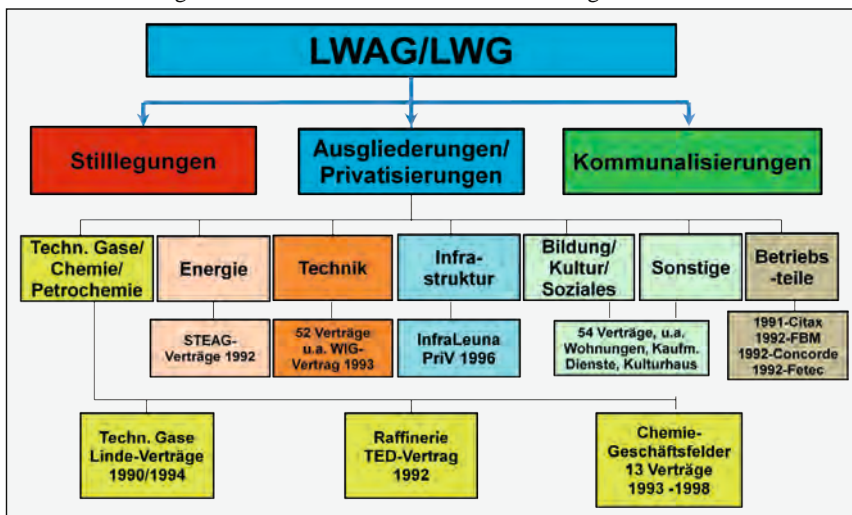 LWAG/LWG
Stilllegungen
Ausgliederungen/
Privatisierungen
Kommunalisierungen
Techn. Gase/
Chemie/
Petrochemie
Energie
Technik
Infra-
struktur
Bildung/
Kultur/
Soziales
Sonstige
Betriebs
-teile
STEAG-
Verträge 1992
52 Verträge
u.a. WIG-
Vertrag 1993
InfraLeuna
PriV 1996
54 Verträge, u.a.
Wohnungen, Kaufm.
Dienste, Kulturhaus
1991-Citax
1992-FBM
1992-Concorde
1992-Fetec
Techn. Gase
Linde-Verträge
1990/1994
Raffinerie
TED-Vertrag
1992
Chemie-
Geschäftsfelder
13 Verträge
1993 -1998